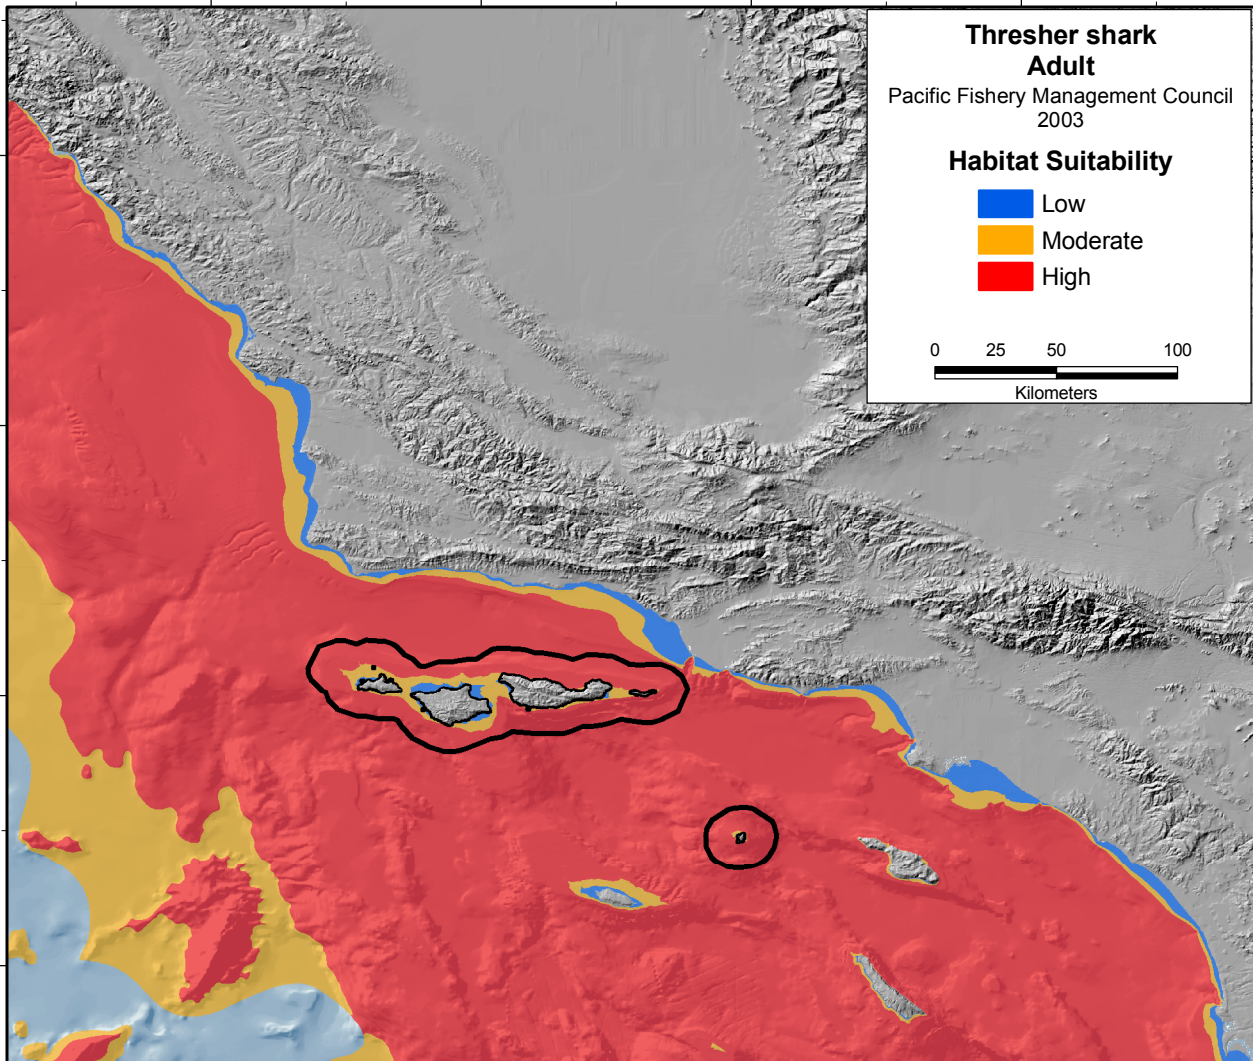 Thresher shark
Adult
Pacific Fishery Management Council
2003
Habitat Suitability
Low
Moderate
High
0 25 50 100
Kilometers